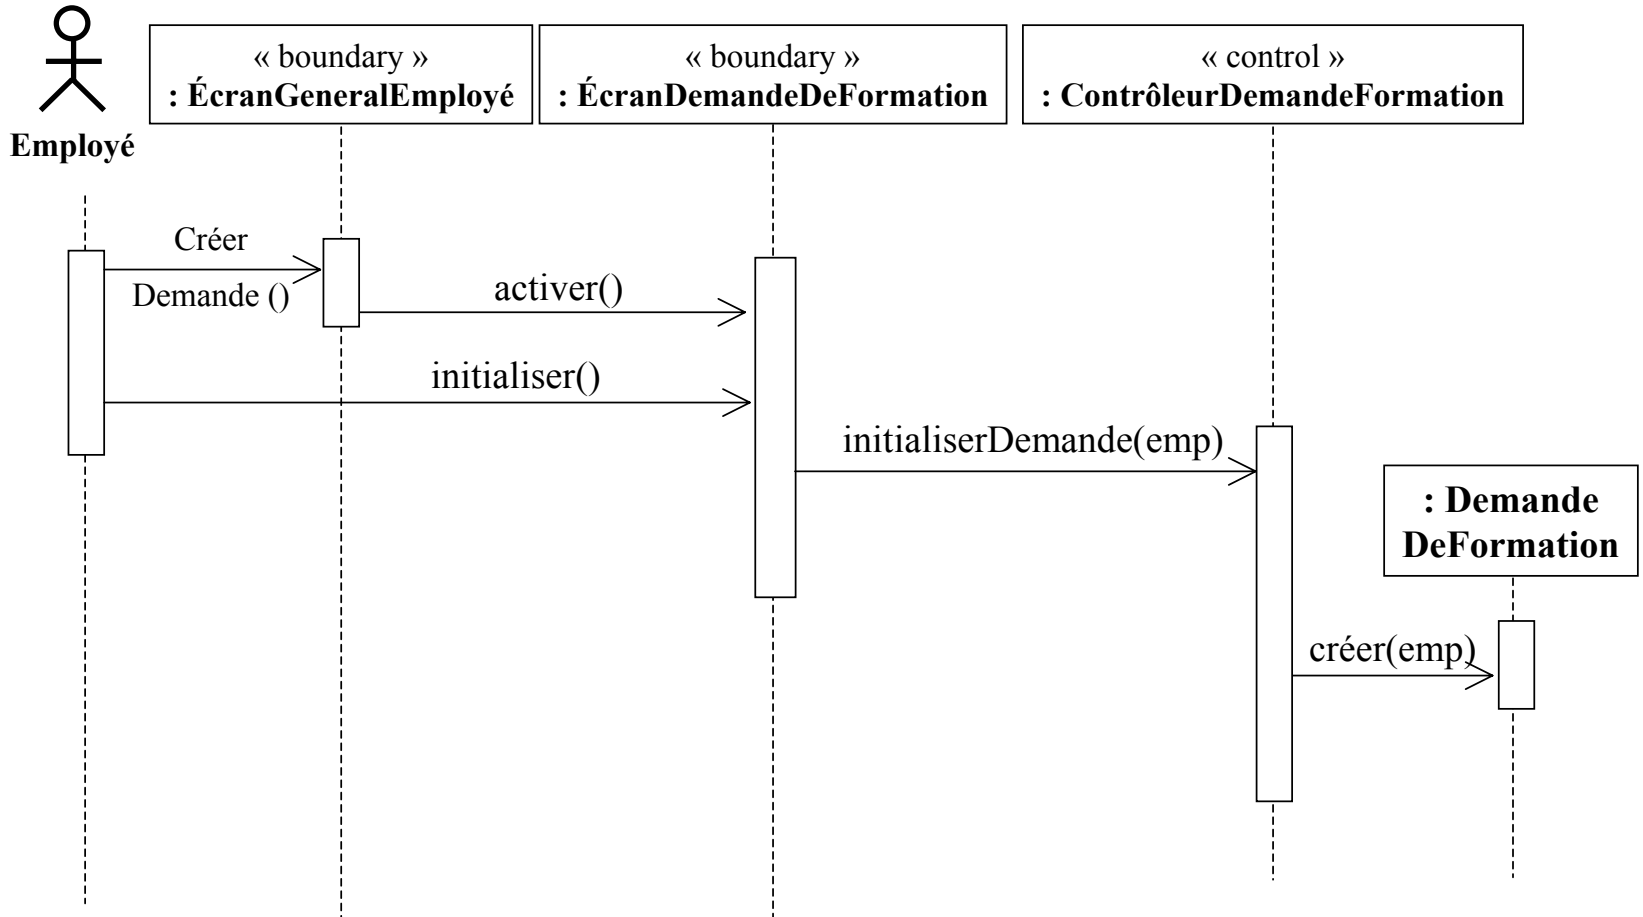 « boundary »
: ÉcranGeneralEmployé
« boundary »
: ÉcranDemandeDeFormation
« control »
: ContrôleurDemandeFormation
Employé
Créer
Demande ()
activer()
initialiser()
initialiserDemande(emp)
: Demande
DeFormation
créer(emp)